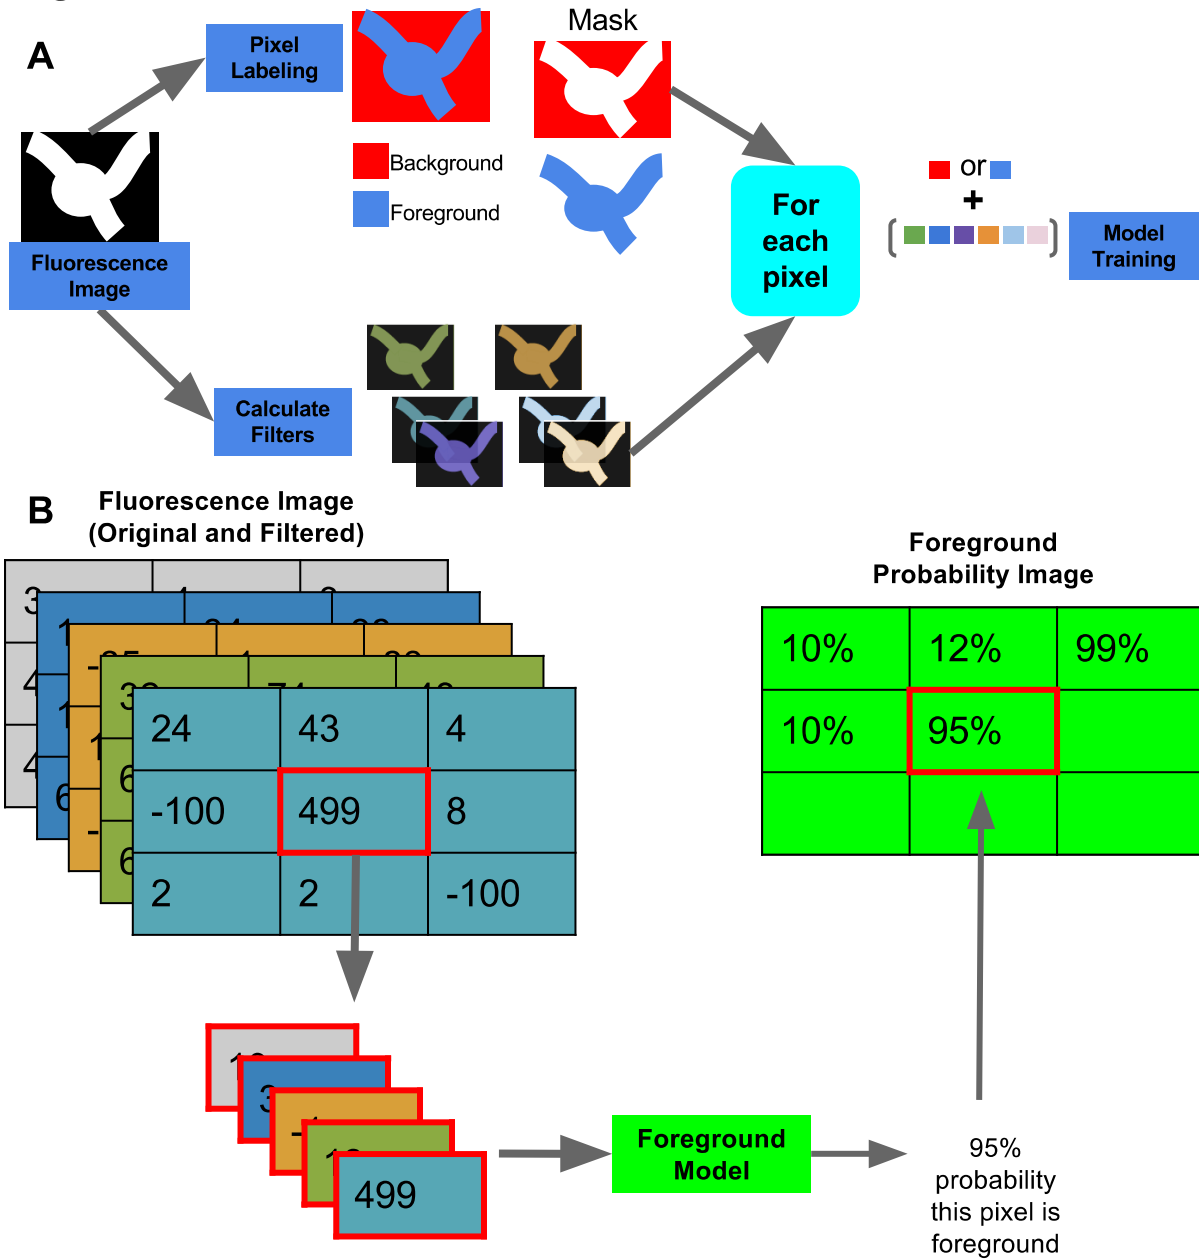 A
Pixel
Labeling
Mask
Background
Foreground
Fluorescence
Image
Calculate
Filters
For
each
pixel
or
+
Model
Training
B
Fluorescence Image
(Original and Filtered)
24 43 4
-100 499 8
2 2 -100
499
Foreground
Model
95%
probability
this pixel is
foreground
Foreground
Probability Image
10% 12% 99%
10% 95%